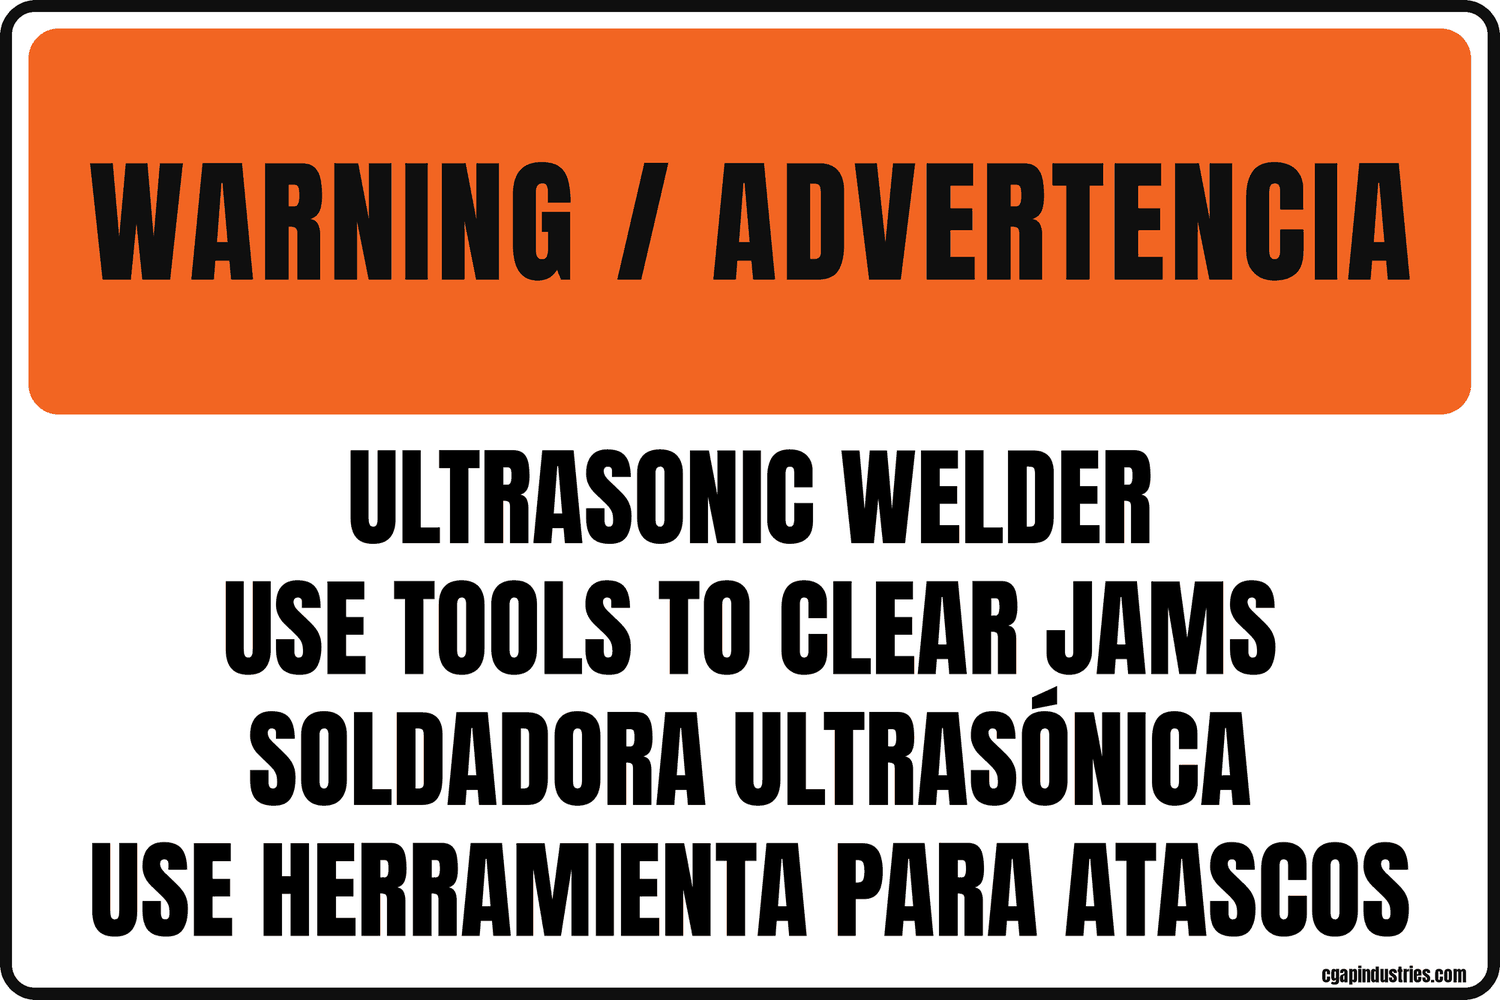 WARNING / ADVERTENCIA
ULTRASONIC WELDER
USE TOOLS TO CLEAR JAMS
SOLDADORA ULTRASÓNICA
USE HERRAMIENTA PARA ATASCOS
cgapindustries.com